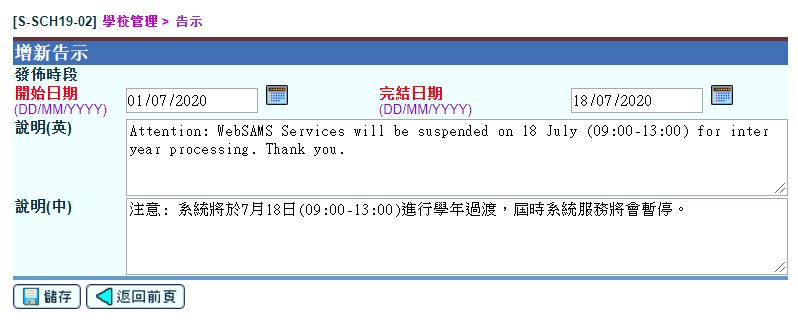 [S-SCH19-02] 學校管理 > 告示
增新告示
發佈時段
開始日期 01/07/2020 完結日期 18/07/2020
(DD/MM/YYYY) (DD/MM/YYYY)
說明(英) Attention: WebSAMS Services will be suspended on 18 July (09:00-13:00) for inter
year processing. Thank you.
說明(中) 注意: 系統將於7月18日(09:00-13:00)進行學年過渡，屆時系統服務將會暫停。
儲存 返回前頁